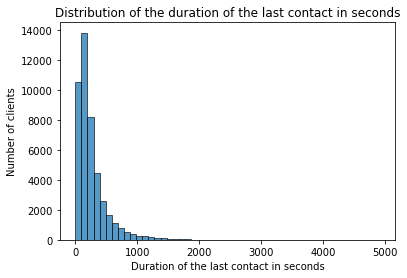 Distribution of the duration of the last contact in seconds
Number of clients
14000
12000
10000
8000
6000
4000
2000
0
0 1000 2000 3000 4000 5000
Duration of the last contact in seconds